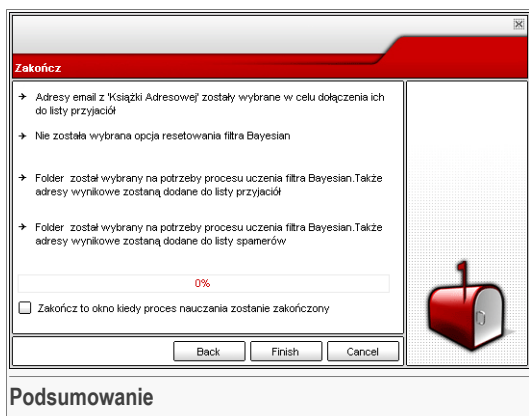 Zakończ
Adresy email z 'Książki Adresowej' zostały wybrane w celu dołączenia ich
do listy przyjaciół
Nie została wybrana opcja resetowania filtra Bayesian
Folder został wybrany na potrzeby procesu uczenia filtra Bayesian.Także
adresy wynikowe zostaną dodane do listy przyjaciół
Folder został wybrany na potrzeby procesu uczenia filtra Bayesian.Także
adresy wynikowe zostaną dodane do listy spamerów
0%
Zakończ to okno kiedy proces nauczania zostanie zakończony
Back Finish Cancel
Podsumowanie